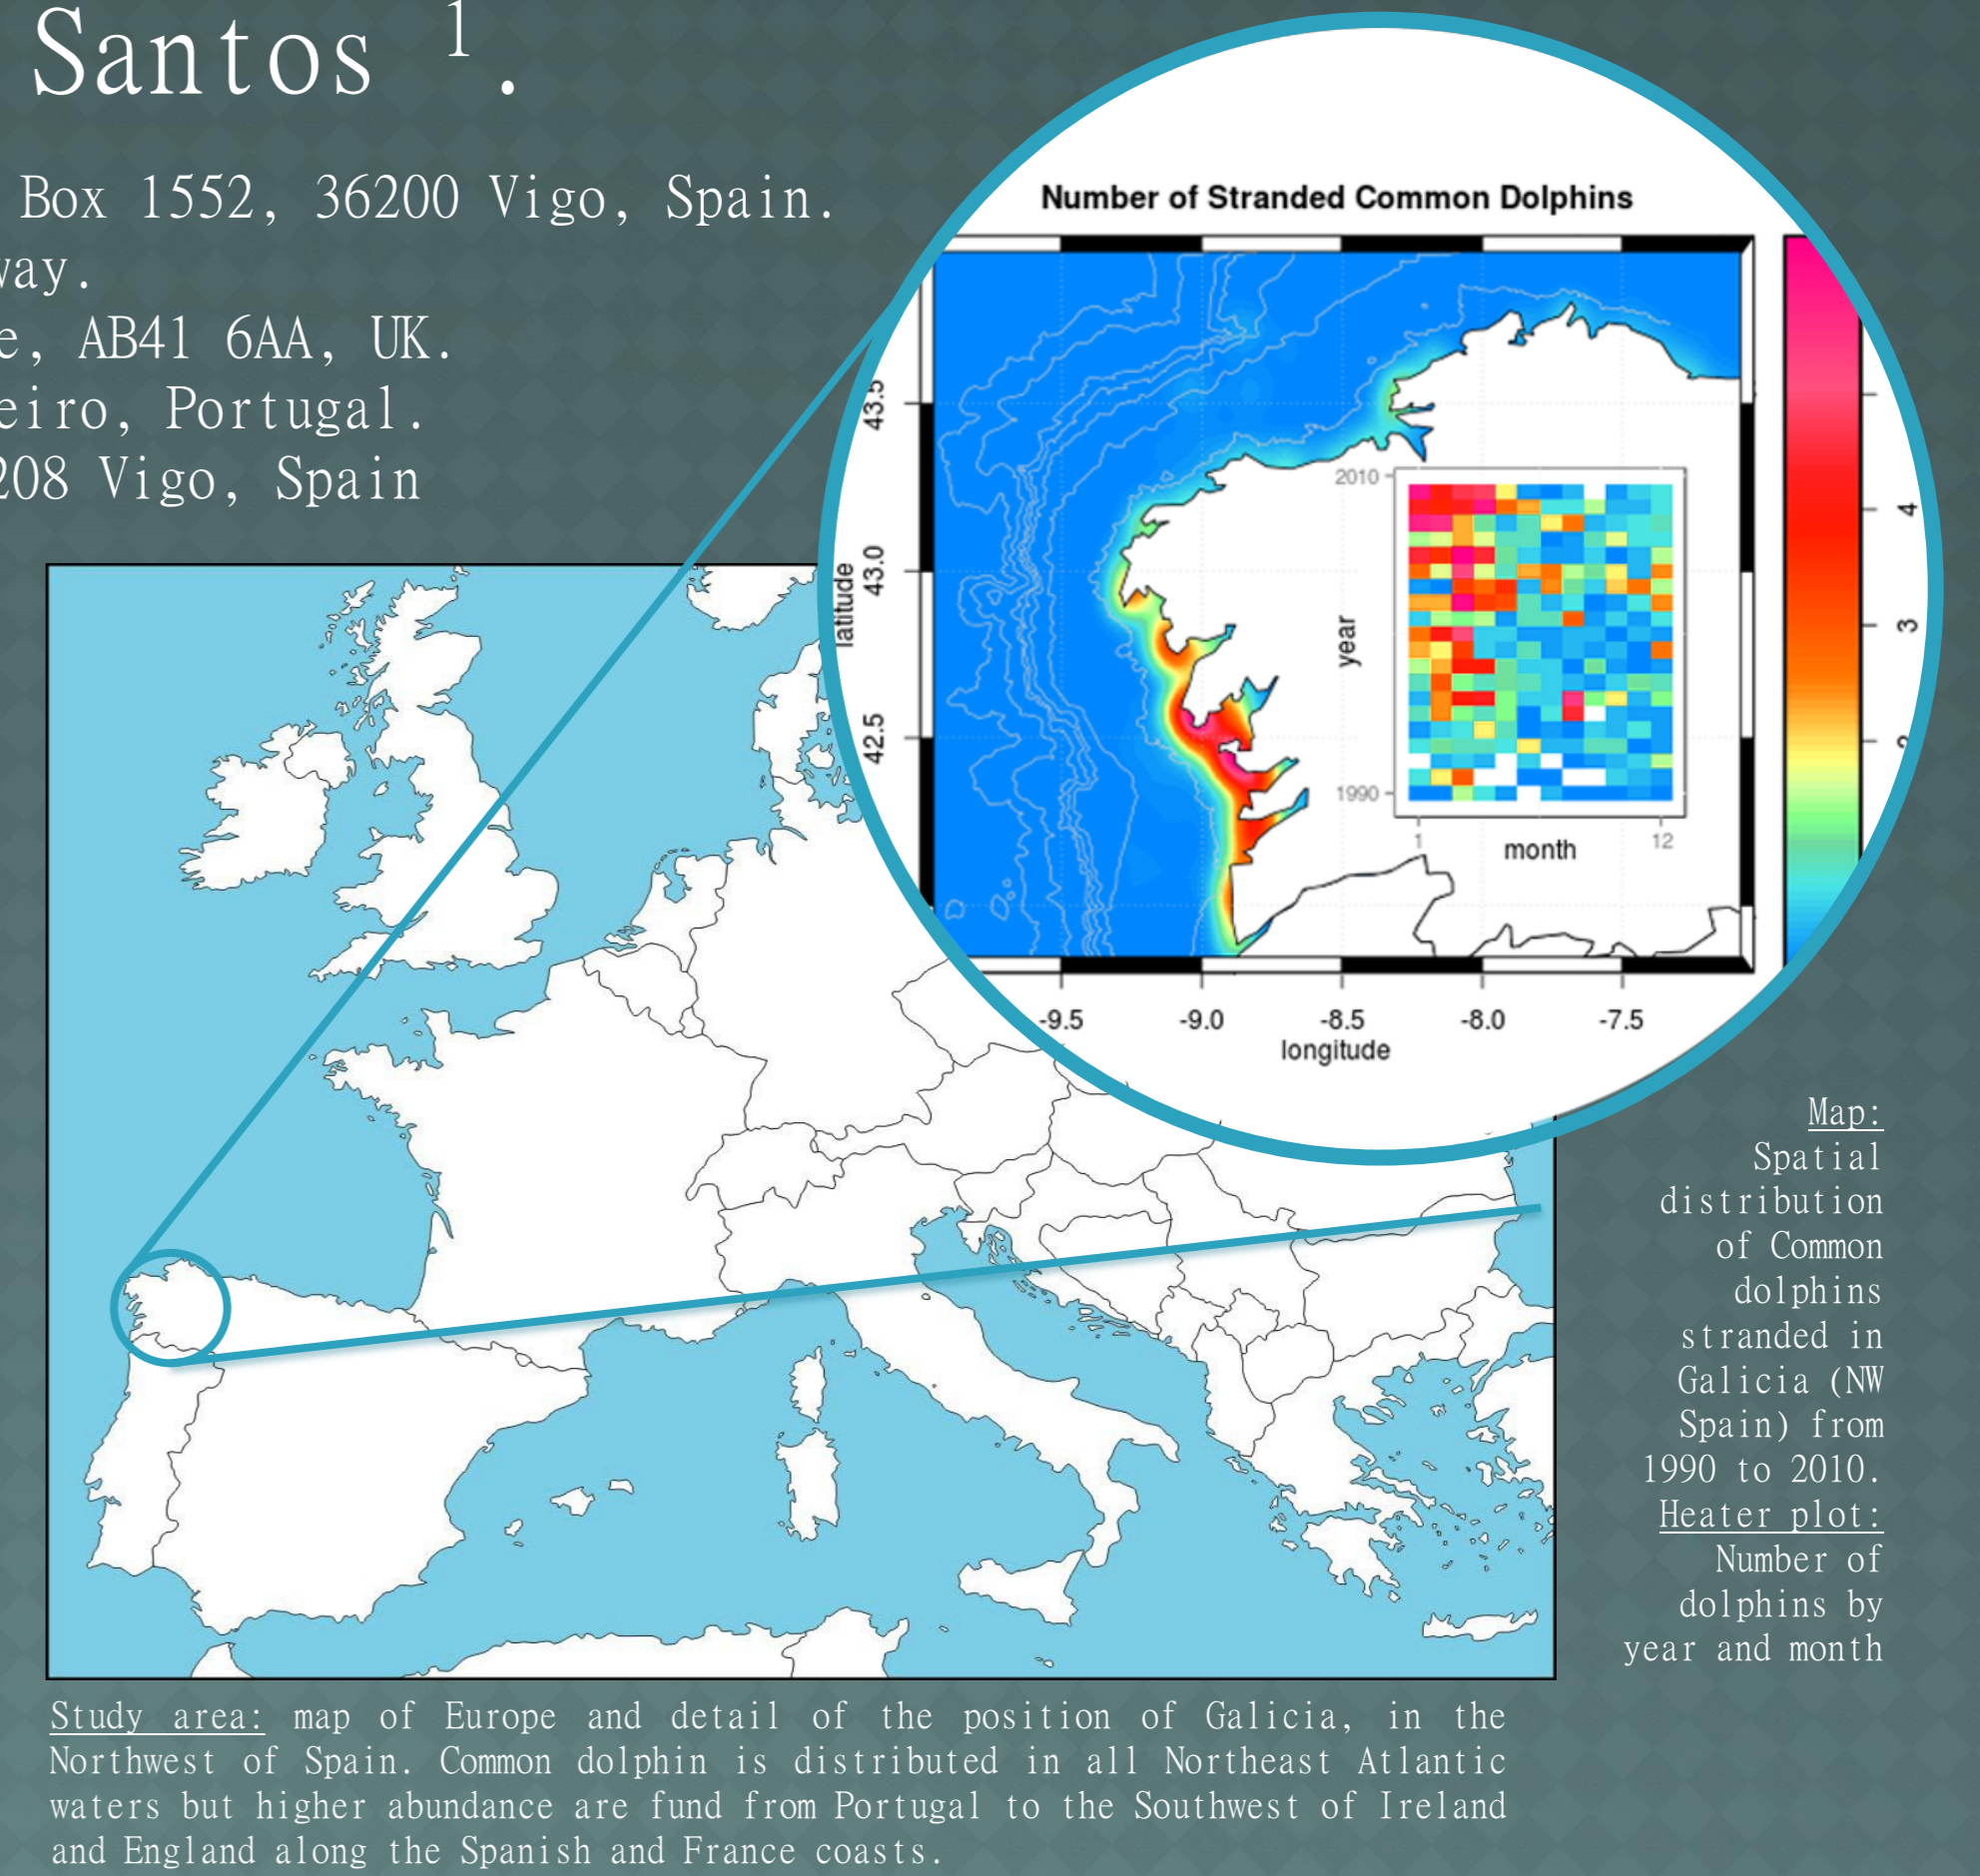 Santos 1.
Box 1552, 36200 Vigo, Spain.
way.
e, AB41 6AA, UK.
eiro, Portugal.
208 Vigo, Spain
Number of Stranded Common Dolphins
43.5
43.0
42.5
latitude
-9.5 -9.0 -8.5 -8.0 -7.5
longitude
2010
1990
year
1 12
month
4
3
2
Map:
Spatial
distribution
of Common
dolphins
stranded in
Galicia (NW
Spain) from
1990 to 2010.
Heater plot:
Number of
dolphins by
year and month
Study area: map of Europe and detail of the position of Galicia, in the
Northwest of Spain. Common dolphin is distributed in all Northeast Atlantic
waters but higher abundance are fund from Portugal to the Southwest of Ireland
and England along the Spanish and France coasts.